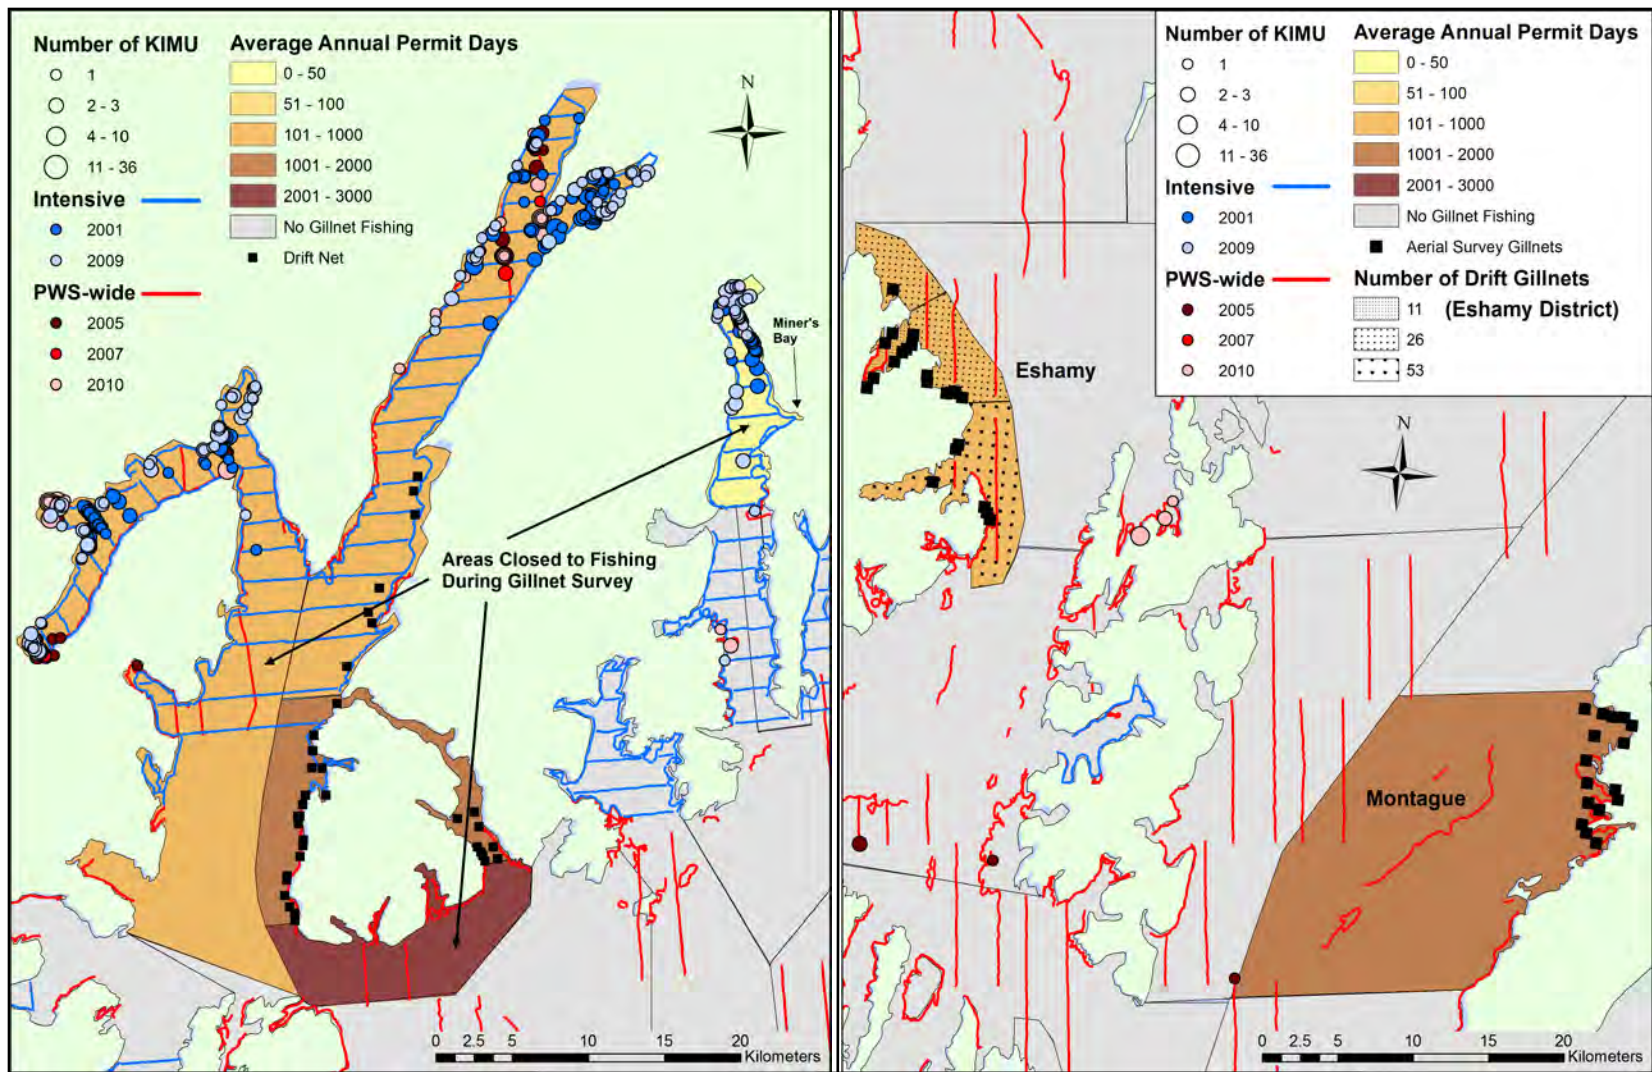 Number of KIMU
1
2 - 3
4 - 10
11 - 36
Intensive
2001
2009
PWS-wide
2005
2007
2010
Average Annual Permit Days
0 - 50
51 - 100
101 - 1000
1001 - 2000
2001 - 3000
No Gillnet Fishing
Drift Net
N
Miner's
Bay
Areas Closed to Fishing
During Gillnet Survey
0 2.5 5 10 15 20
Kilometers
Number of KIMU
1
2 - 3
4 - 10
11 - 36
Intensive
2001
2009
PWS-wide
2005
2007
2010
Average Annual Permit Days
0 - 50
51 - 100
101 - 1000
1001 - 2000
2001 - 3000
No Gillnet Fishing
Aerial Survey Gillnets
Number of Drift Gillnets
11 (Eshamy District)
26
53
Eshamy
N
Montague
0 2.5 5 10 15 20
Kilometers